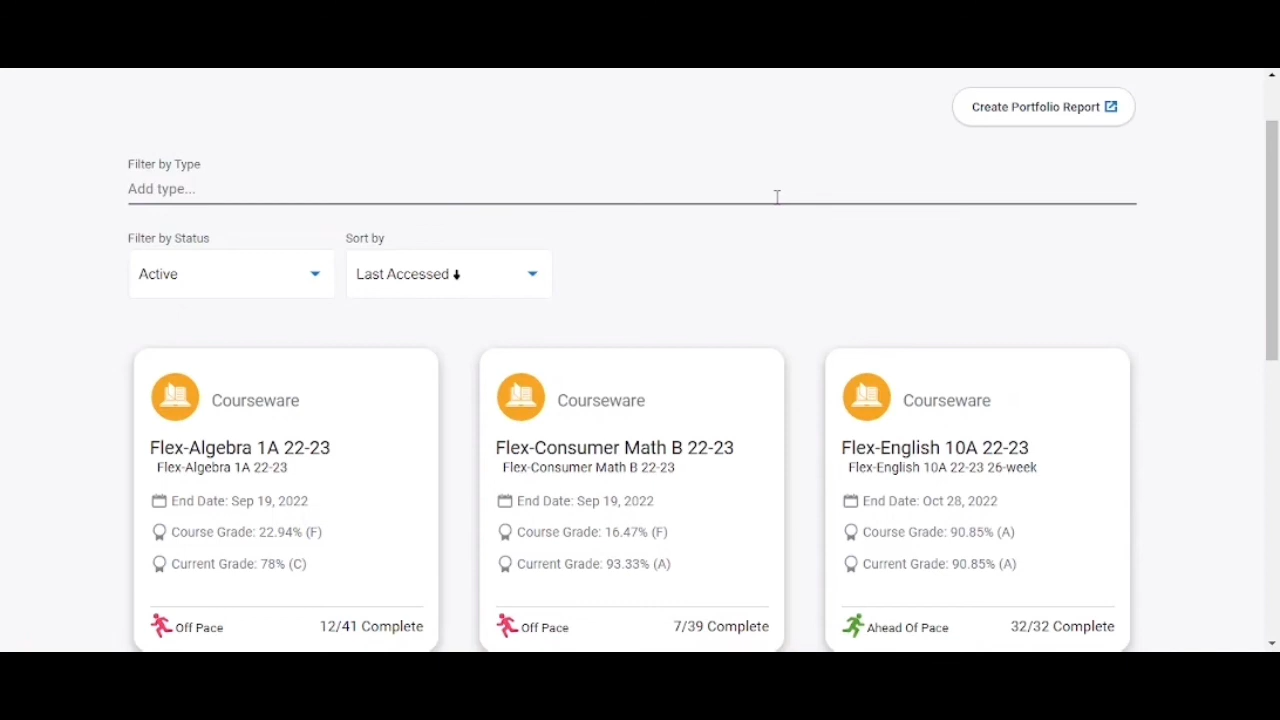 Create Portfolio Report
Filter by Type
Add type...
Filter by Status
Sort by
Active
Last Accessed
Courseware
Flex-Algebra 1A 22-23
Flex-Algebra 1A 22-23
End Date: Sep 19, 2022
Course Grade: 22.94% (F)
Current Grade: 78% (C)
Off Pace
12/41 Complete
Courseware
Flex-Consumer Math B 22-23
Flex-Consumer Math B 22-23
End Date: Sep 19, 2022
Course Grade: 16.47% (F)
Current Grade: 93.33% (A)
Off Pace
7/39 Complete
Courseware
Flex-English 10A 22-23
Flex-English 10A 22-23 26-week
End Date: Oct 28, 2022
Course Grade: 90.85% (A)
Current Grade: 90.85% (A)
Ahead Of Pace
32/32 Complete